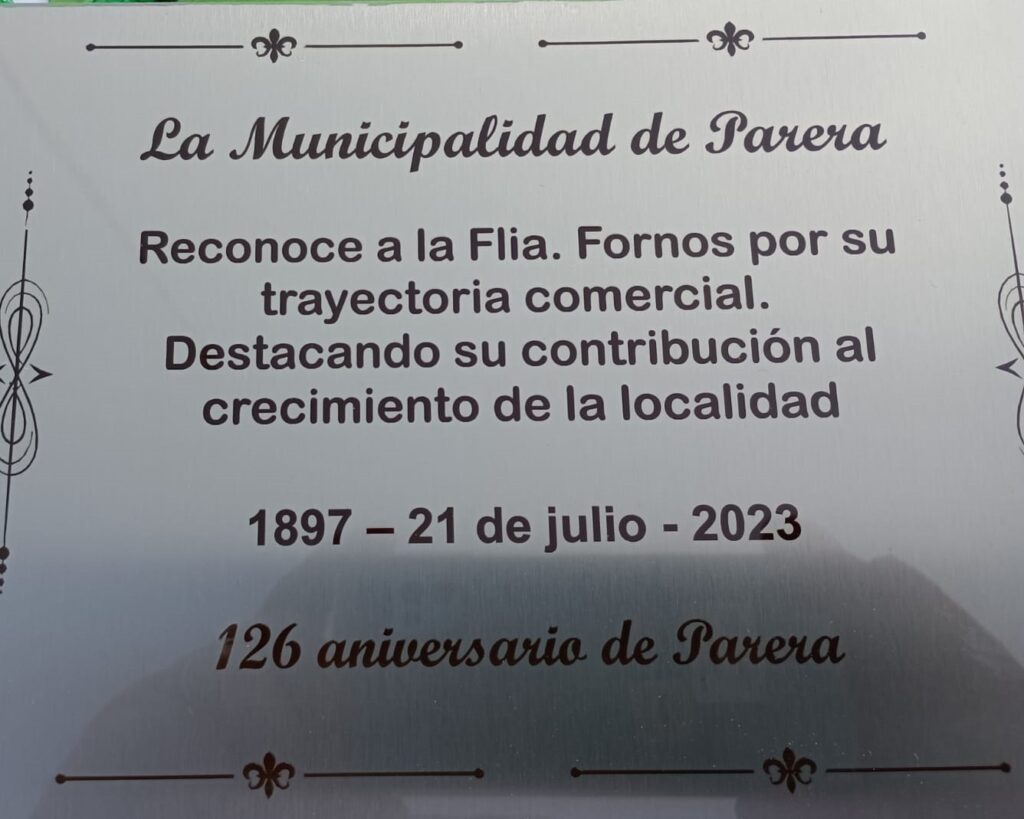 La Municipalidad de Parera
Reconoce a la Flia. Fornos por su
trayectoria comercial.
Destacando su contribución al
crecimiento de la localidad
1897 – 21 de julio - 2023
126 aniversario de Parera